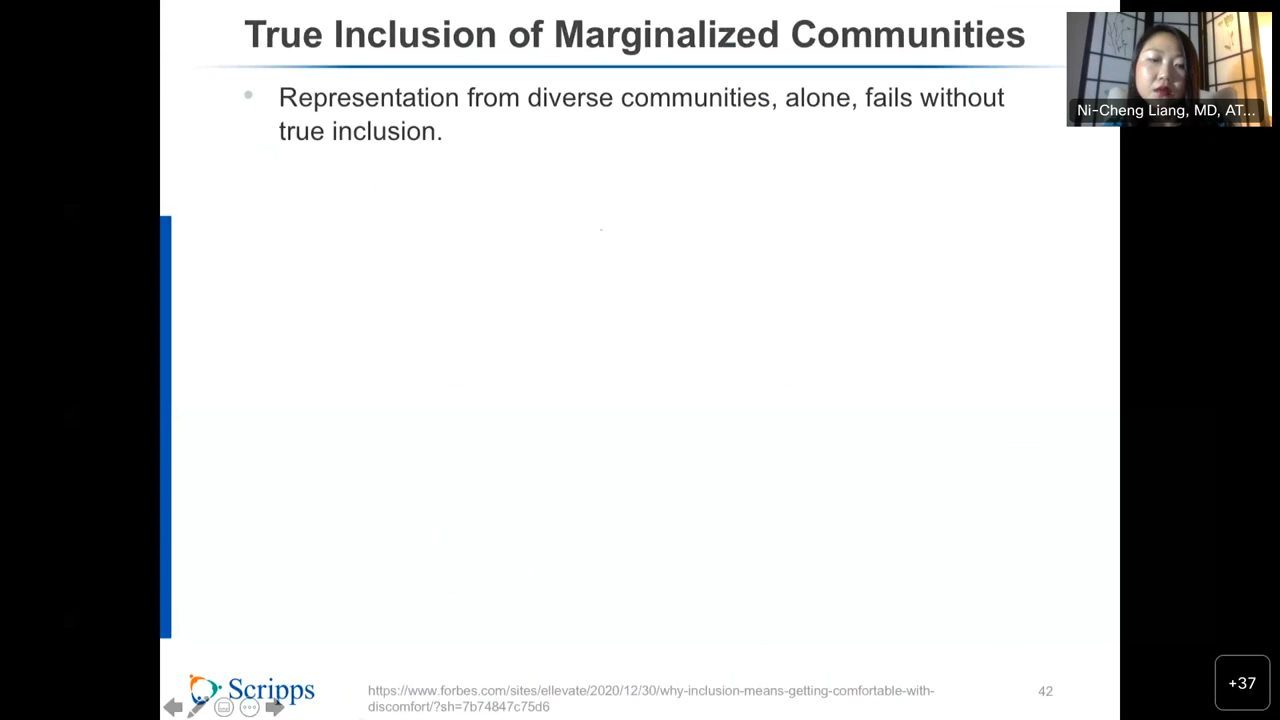 True Inclusion of Marginalized Communities
Ni-Cheng Liang, MD, AT...
• Representation from diverse communities, alone, fails without
true inclusion.
Scripps
https://www.forbes.com/sites/ellevate/2020/12/30/why-inclusion-means-getting-comfortable-with-
discomfort/?sh=7b74847c75d6
42
+37